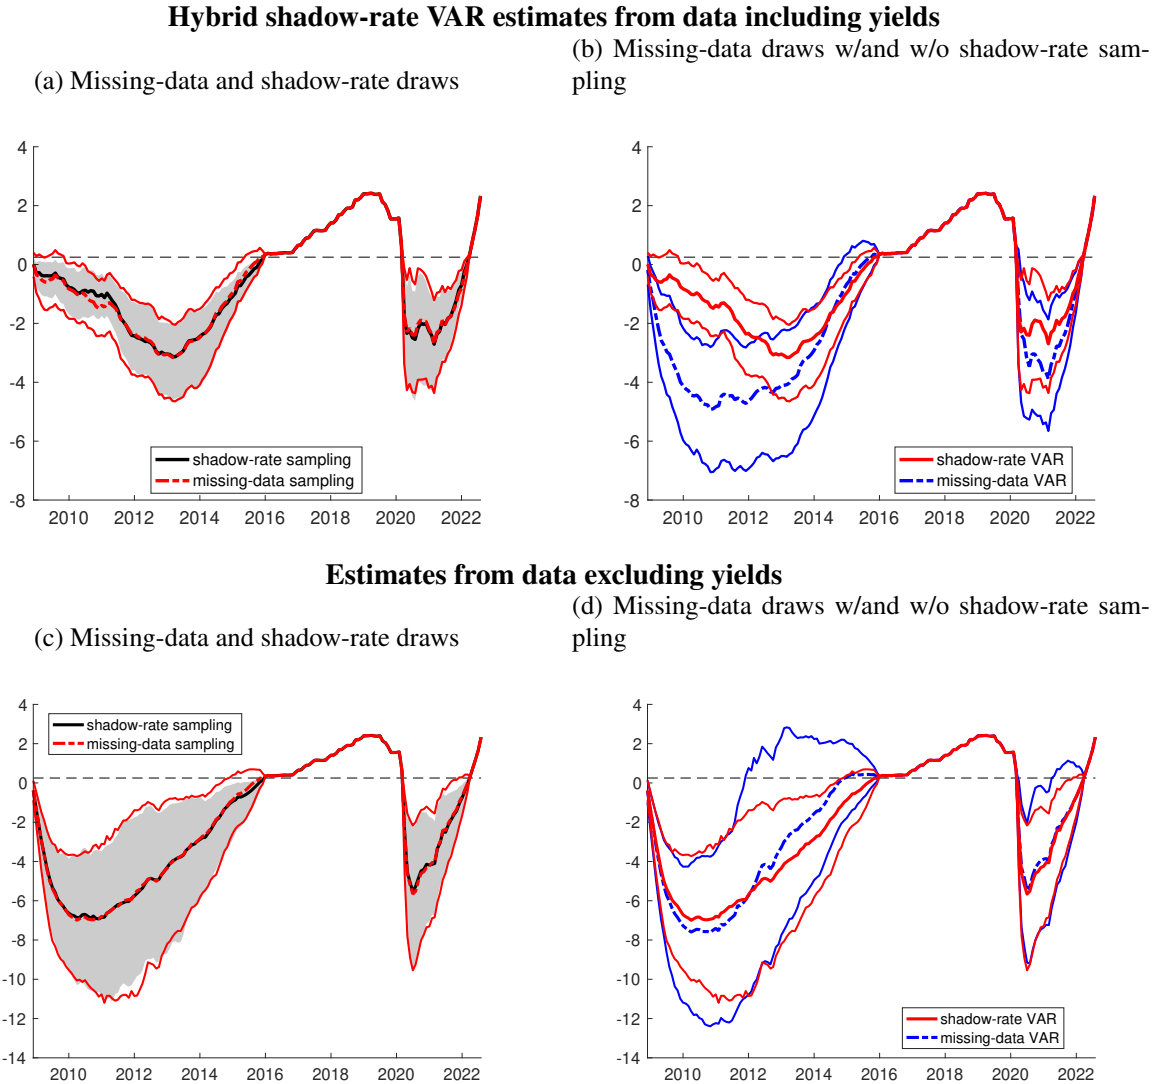 Hybrid shadow-rate VAR estimates from data including yields
(a) Missing-data and shadow-rate draws
(b) Missing-data draws w/and w/o shadow-rate sam-
pling
4
2
0
-2
-4
-6
-8
2010 2012 2014 2016 2018 2020 2022
shadow-rate sampling
missing-data sampling
4
2
0
-2
-4
-6
-8
2010 2012 2014 2016 2018 2020 2022
shadow-rate VAR
missing-data VAR
Estimates from data excluding yields
(c) Missing-data and shadow-rate draws
(d) Missing-data draws w/and w/o shadow-rate sam-
pling
4
2
0
-2
-4
-6
-8
-10
-12
-14
2010 2012 2014 2016 2018 2020 2022
shadow-rate sampling
missing-data sampling
4
2
0
-2
-4
-6
-8
-10
-12
-14
2010 2012 2014 2016 2018 2020 2022
shadow-rate VAR
missing-data VAR